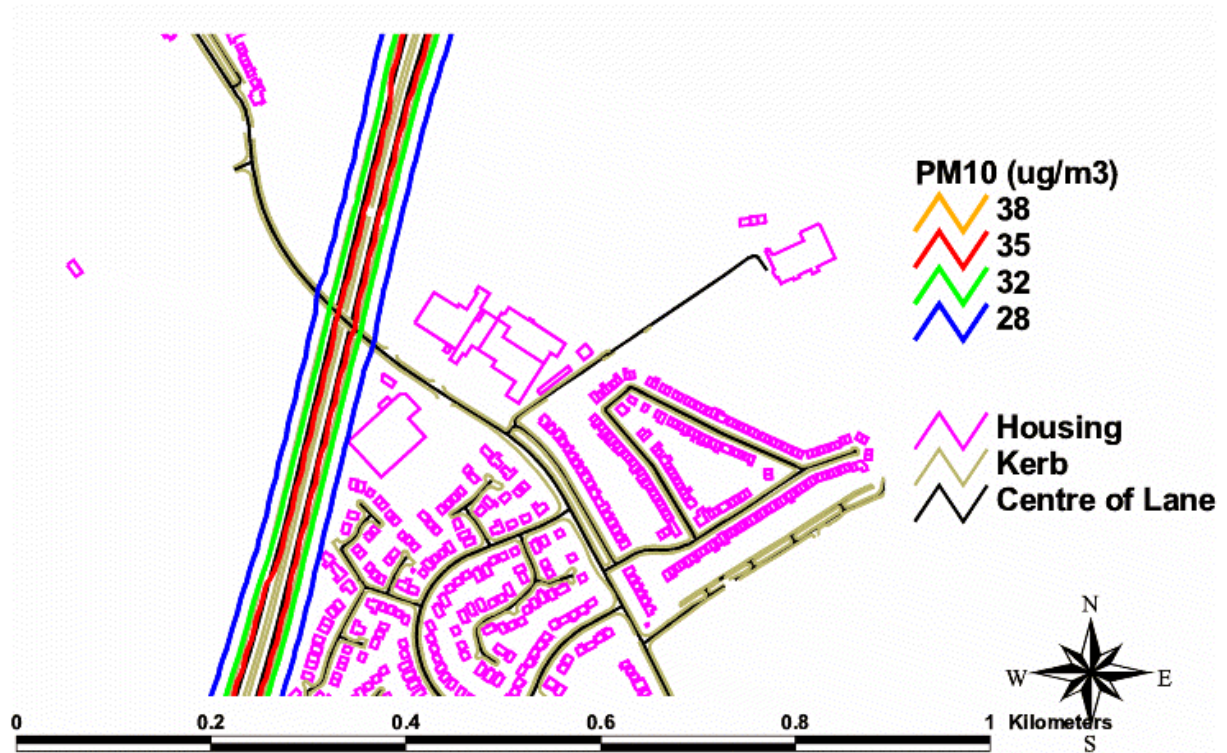 PM10 (ug/m3)
38
35
32
28
Housing
Kerb
Centre of Lane
N
W E
S
0 0.2 0.4 0.6 0.8 1 Kilometers